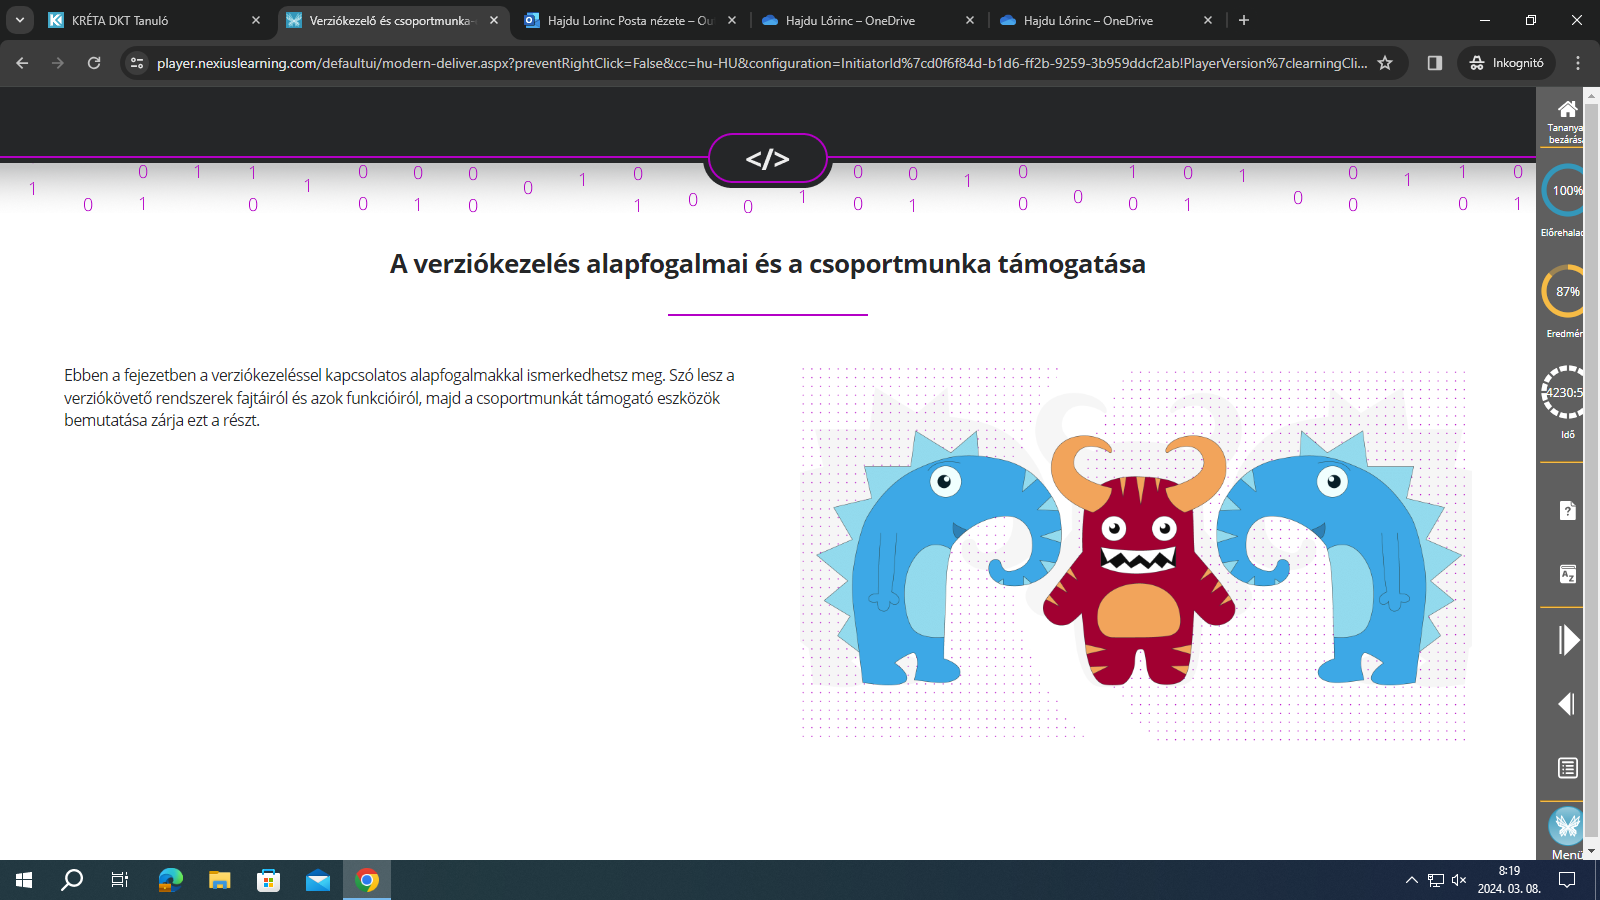 KRÉTA DKT Tanuló
Verziókezelő és csoportmunka-
Hajdu Lorinc Posta nézete – Ou
Hajdu Lőrinc – OneDrive
Hajdu Lőrinc – OneDrive
player.nexiuslearning.com/defaultui/modern-deliver.aspx?preventRightClick=False&cc=hu-HU&configuration=InitiatorId%7cd0f6f84d-b1d6-ff2b-9259-3b959ddcf2ab!PlayerVersion%7clearningCli...
Inkognitó
</>
0 1 1 0 0 0 1 0 0 0 1 0 1 0 1 0 1 1 0
1 0 1 0 1 0 1 0 0 0 1 0 1 0 1 0 0 0 1 0 0 0 1
A verziókezelés alapfogalmai és a csoportmunka támogatása
Ebben a fejezetben a verziókezeléssel kapcsolatos alapfogalmakkal ismerkedhetsz meg. Szó lesz a
verziókövető rendszerek fajtáiról és azok funkcióiról, majd a csoportmunkát támogató eszközök
bemutatása zárja ezt a részt.
Tananya
bezárás
100%
Előrehalad
87%
Eredmén
4230:5
Idő
?
A Z
Menü
8:19
2024. 03. 08.